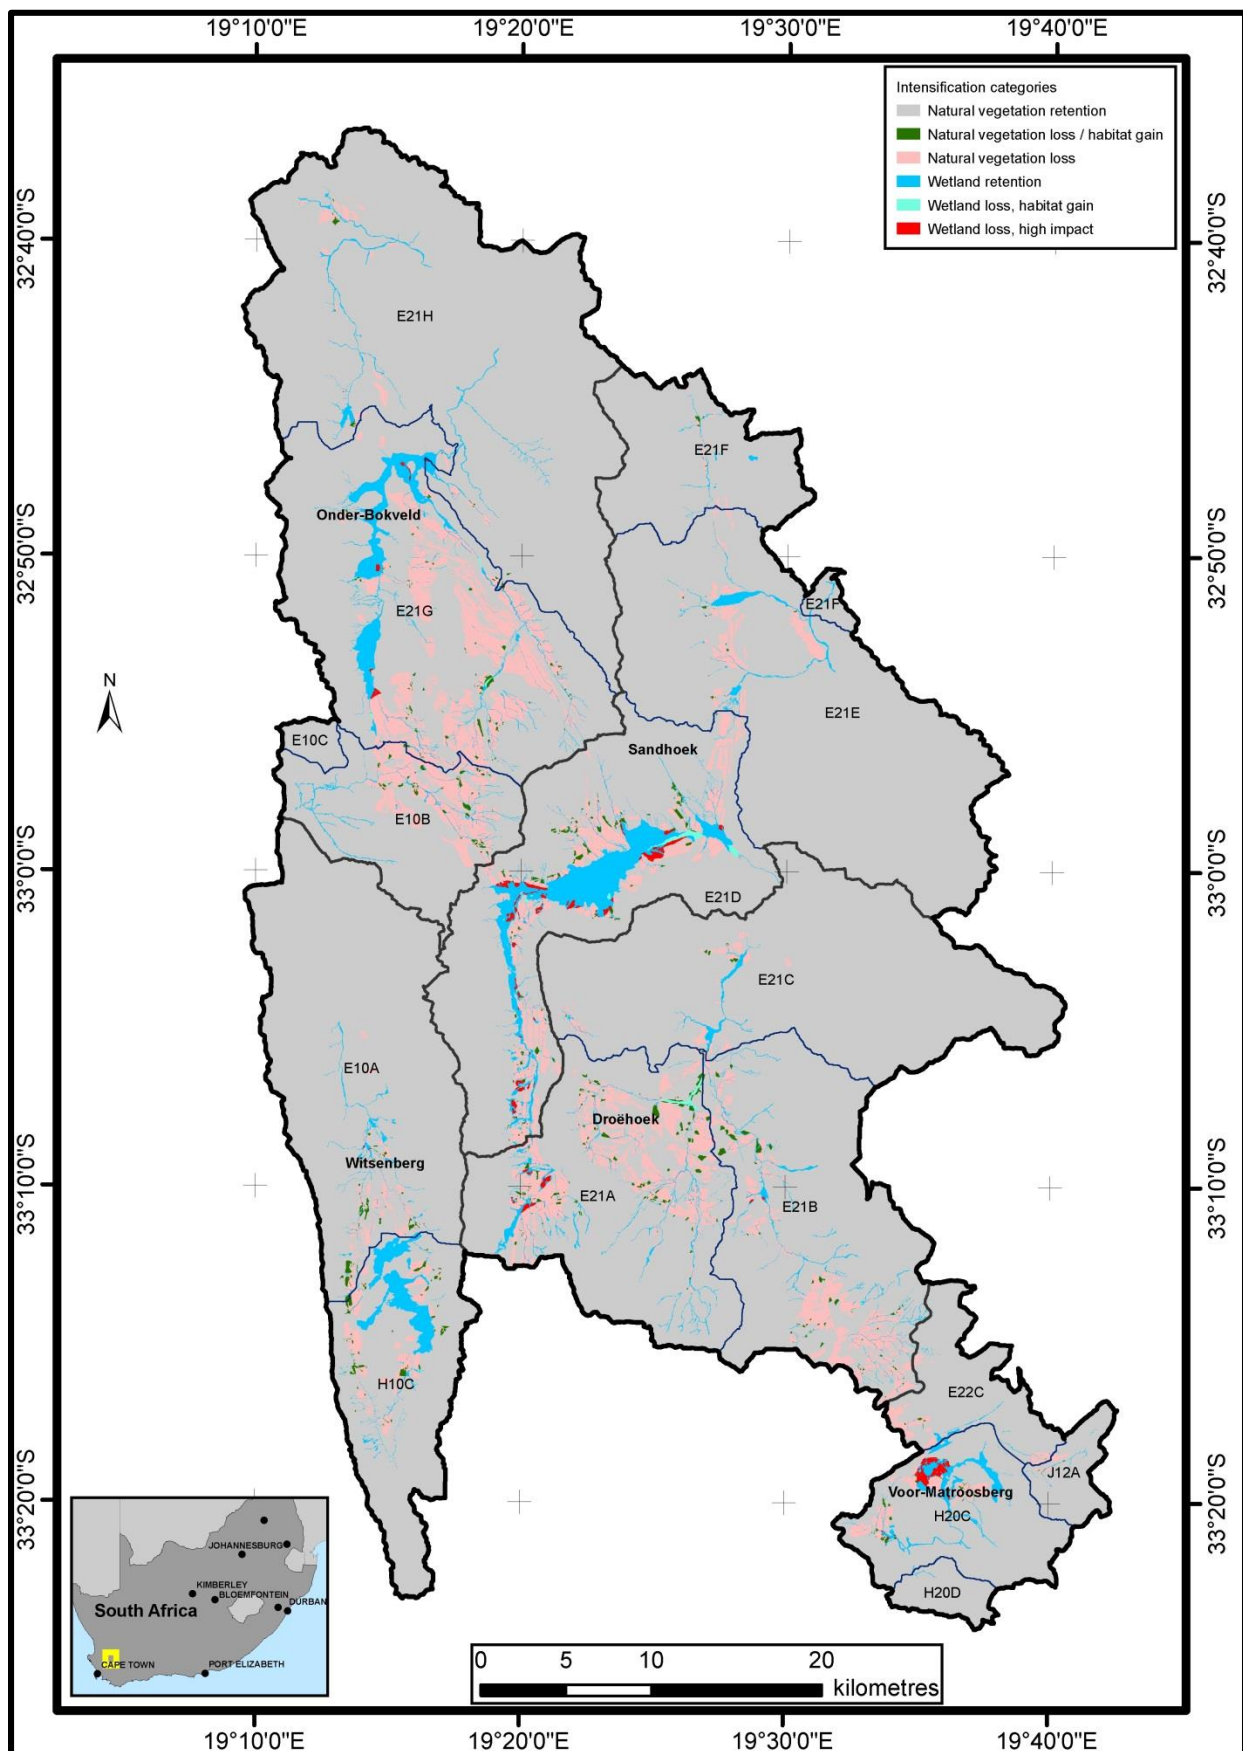 19°10'0"E 19°20'0"E 19°30'0"E 19°40'0"E
Intensification categories
Natural vegetation retention
Natural vegetation loss / habitat gain
Natural vegetation loss
Wetland retention
Wetland loss, habitat gain
Wetland loss, high impact
32°40'0"S 32°40'0"S
E21H
E21F
Onder-Bokveld
32°50'0"S 32°50'0"S
E21F
E21G
E21E
E10C
Sandhoek
E10B
33°0'0"S 33°0'0"S
E21D
E21C
E10A
Droëhoek
Witsenberg
33°10'0"S 33°10'0"S
E21A
E21B
H10C
E22C
J12A
Voor-Matroosberg
H20C
33°20'0"S 33°20'0"S
H20D
N
JOHANNESBURG
KIMBERLEY
BLOEMFONTEIN
DURBAN
South Africa
CAPE TOWN
PORT ELIZABETH
0 5 10 20
kilometres
19°10'0"E 19°20'0"E 19°30'0"E 19°40'0"E